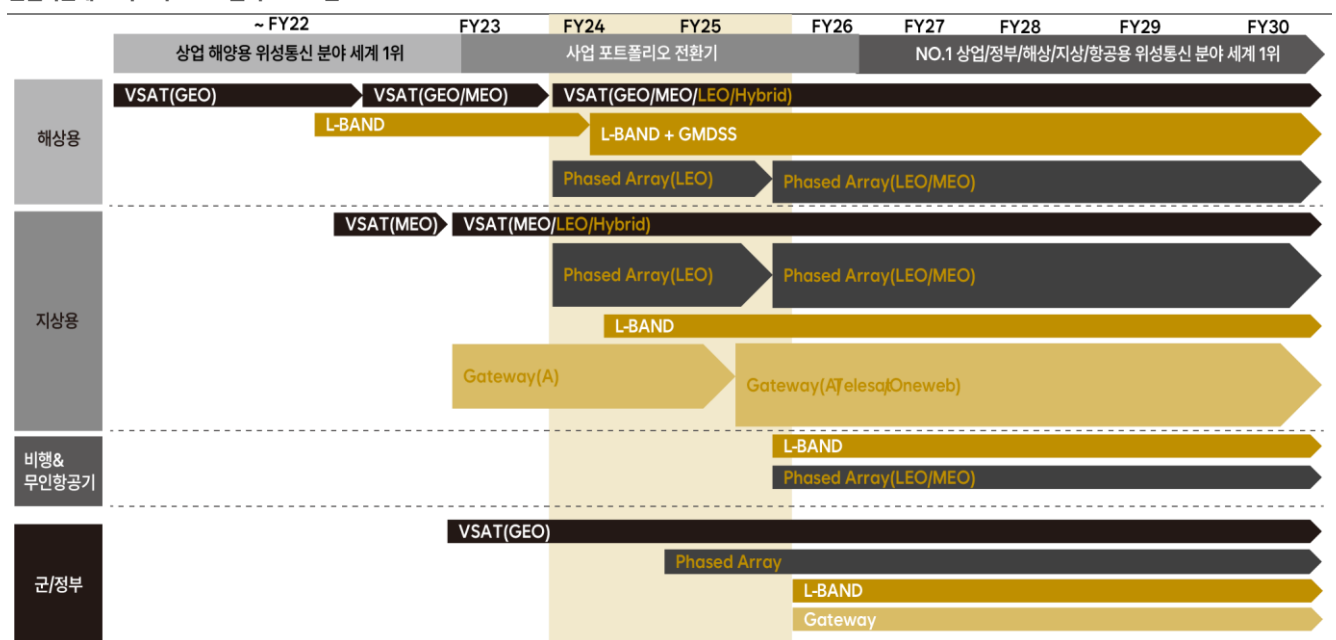 ~ FY22 FY23 FY24 FY25 FY26 FY27 FY28 FY29 FY30
상업 해양용 위성통신 분야 세계 1위 사업 포트폴리오 전환기 NO.1 상업/정부/해상/지상/항공용 위성통신 분야 세계 1위
해상용
VSAT(GEO) VSAT(GEO/MEO) VSAT(GEO/MEO/LEO/Hybrid)
L-BAND L-BAND + GMDSS
Phased Array(LEO) Phased Array(LEO/MEO)
지상용
VSAT(MEO) VSAT(MEO/LEO/Hybrid)
Phased Array(LEO) Phased Array(LEO/MEO)
L-BAND
Gateway(A) Gateway(A/Telesat/Oneweb)
비행&
무인항공기
L-BAND
Phased Array(LEO/MEO)
군/정부
VSAT(GEO)
Phased Array
L-BAND
Gateway